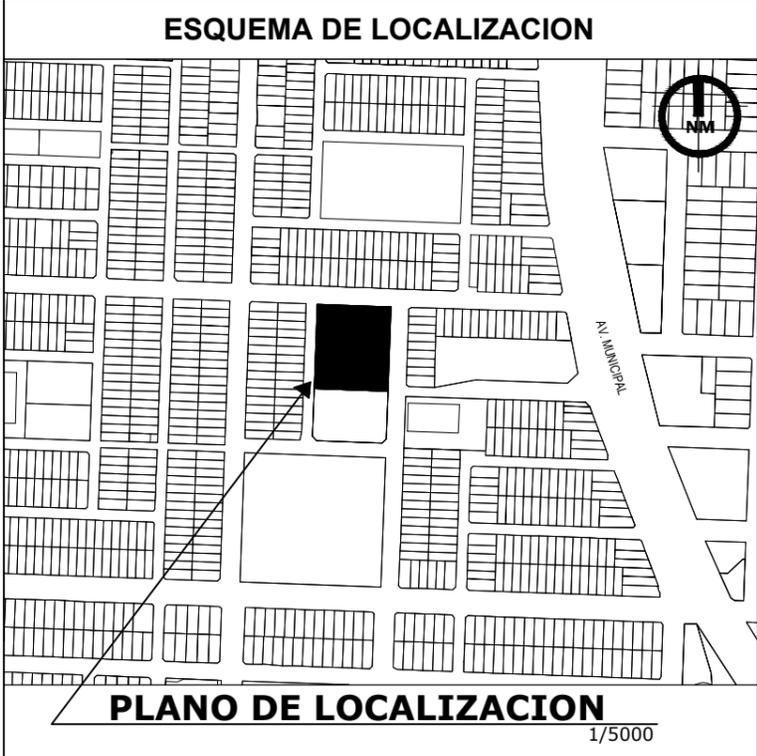 ESQUEMA DE LOCALIZACION
NM
AV. MUNICIPAL
PLANO DE LOCALIZACION
1/5000